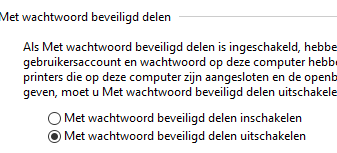 Met wachtwoord beveiligd delen
Als Met wachtwoord beveiligd delen is ingeschakeld, hebbe
gebruikersaccount en wachtwoord op deze computer hebb
printers die op deze computer zijn aangesloten en de openb
geven, moet u Met wachtwoord beveiligd delen uitschakele
Met wachtwoord beveiligd delen inschakelen
Met wachtwoord beveiligd delen uitschakelen